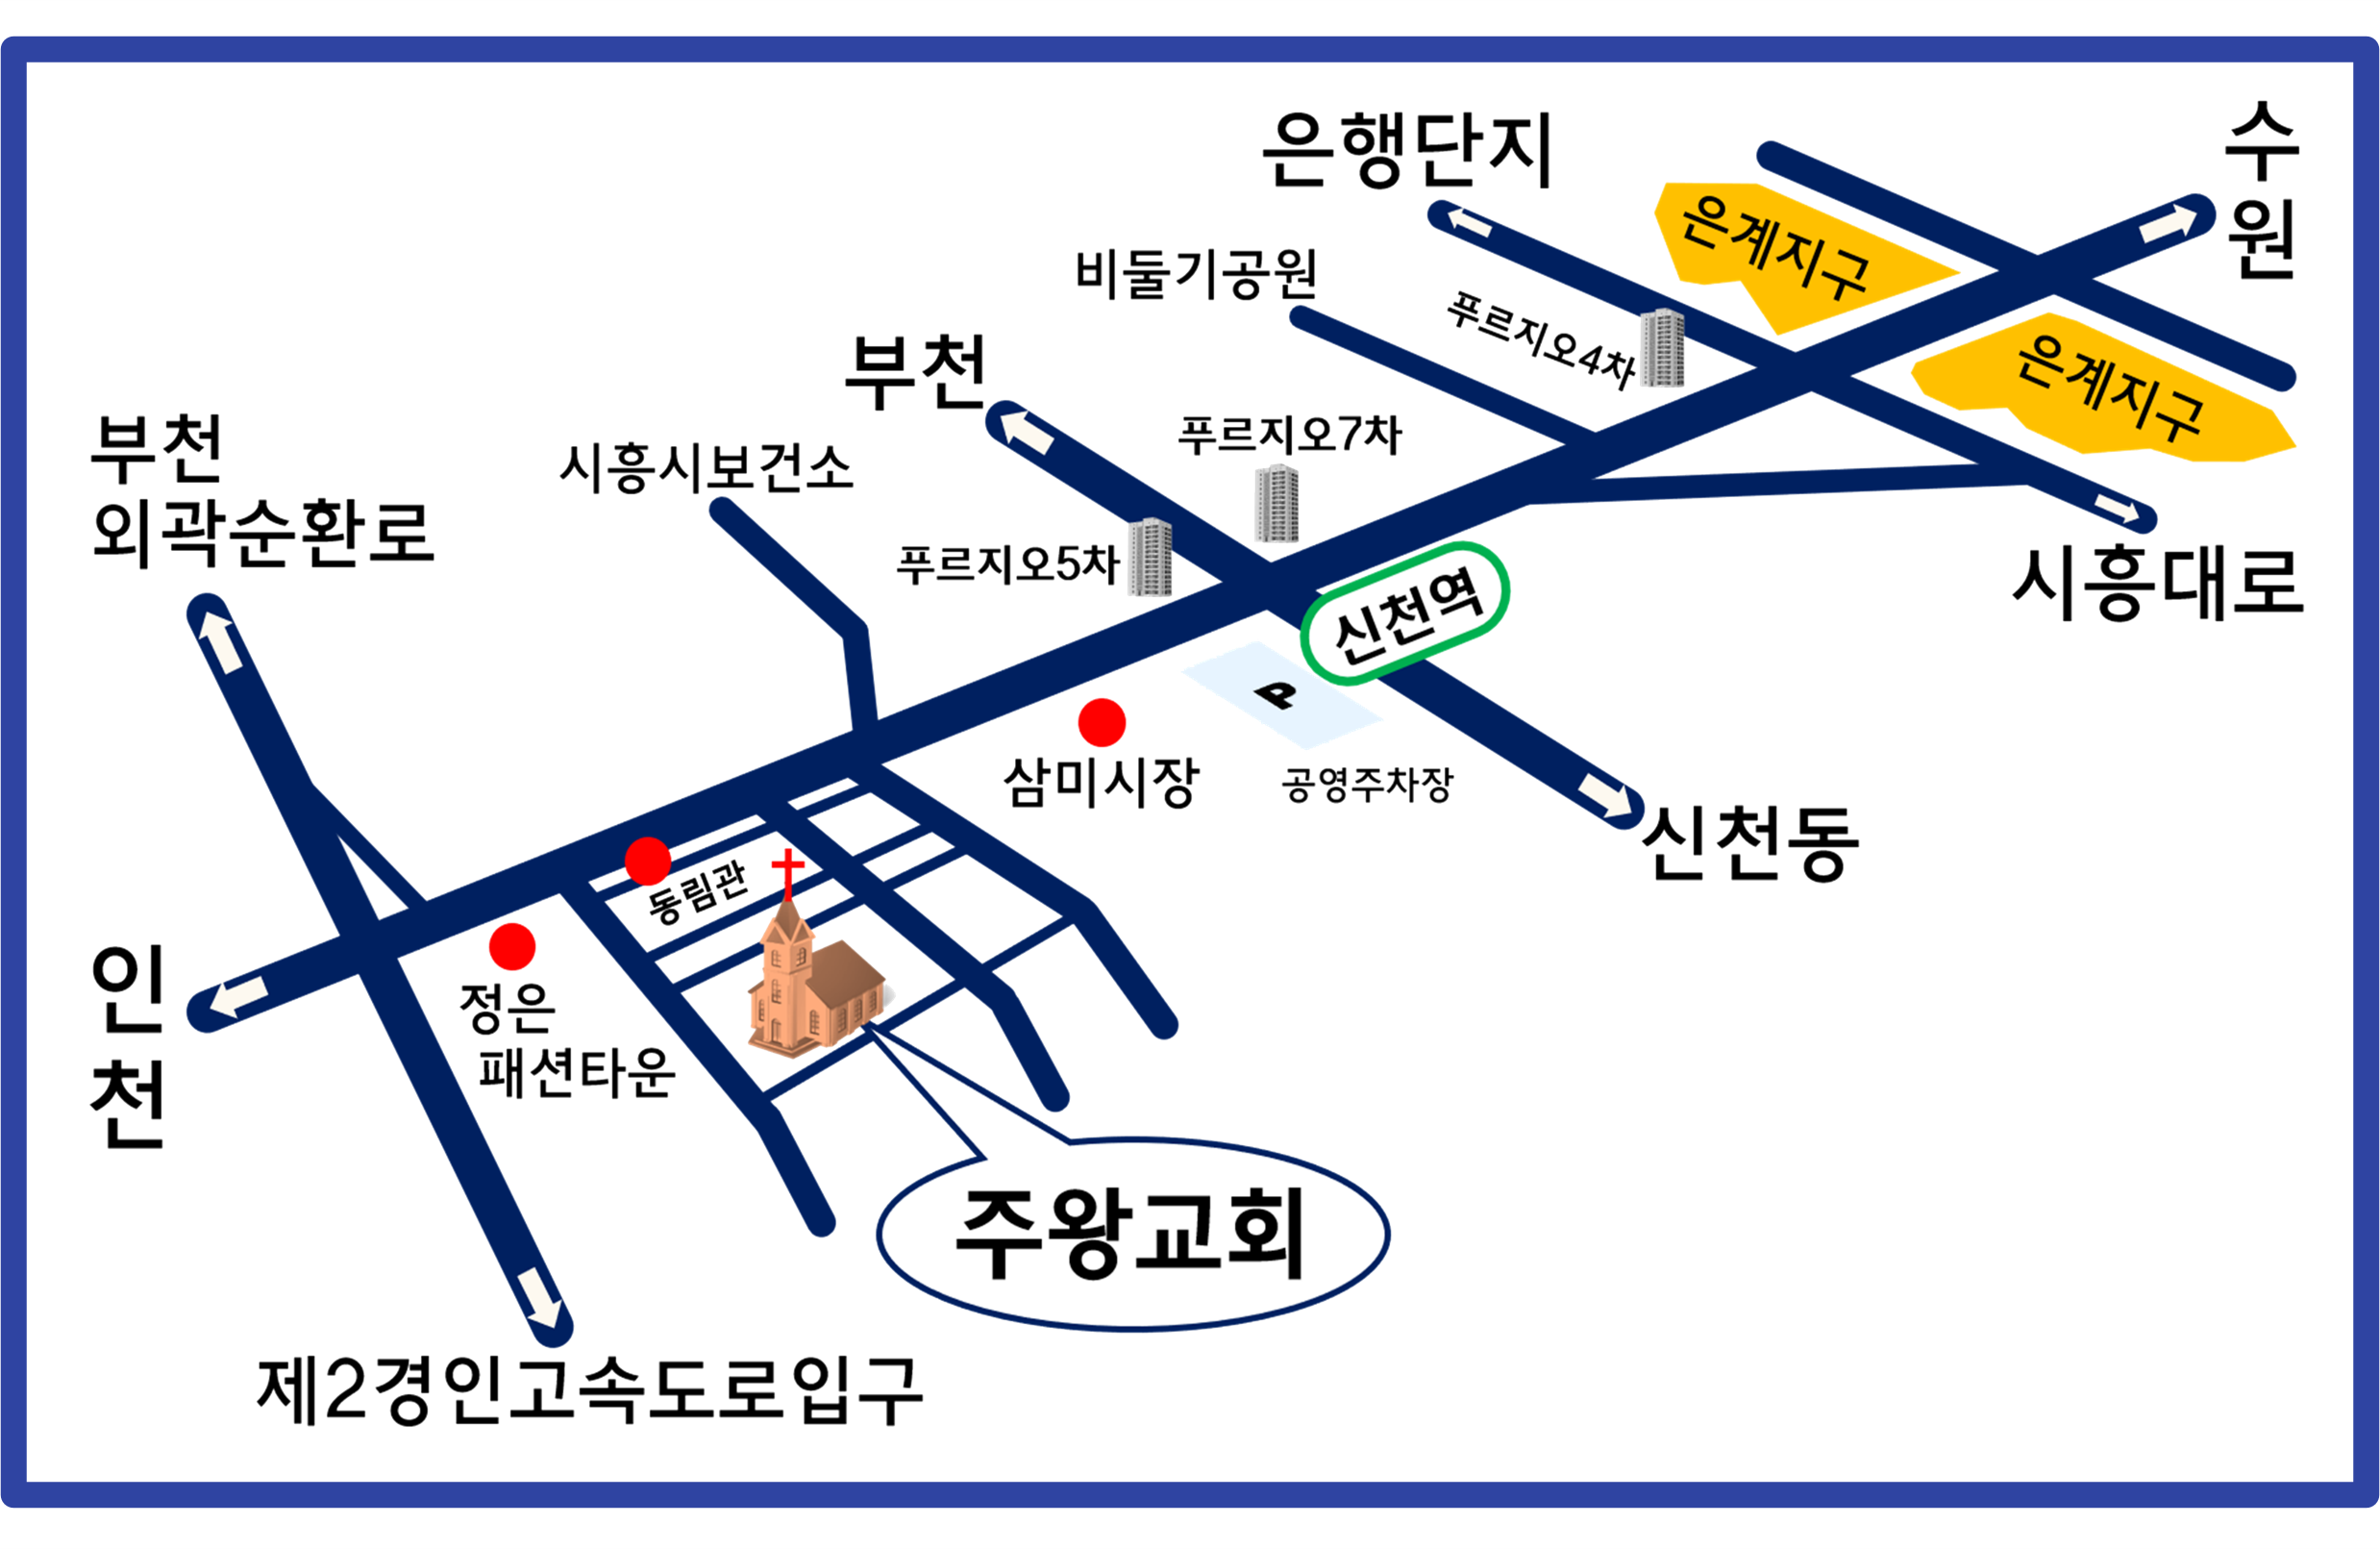 은행단지
수
원
은계지구
비둘기공원
푸르지오4차
은계지구
부천
푸르지오7차
부천
외곽순환로
시흥시보건소
푸르지오5차
신천역
시흥대로
P
삼미시장
공영주차장
신천동
동림관
인
천
정은
패션타운
주왕교회
제2경인고속도로입구